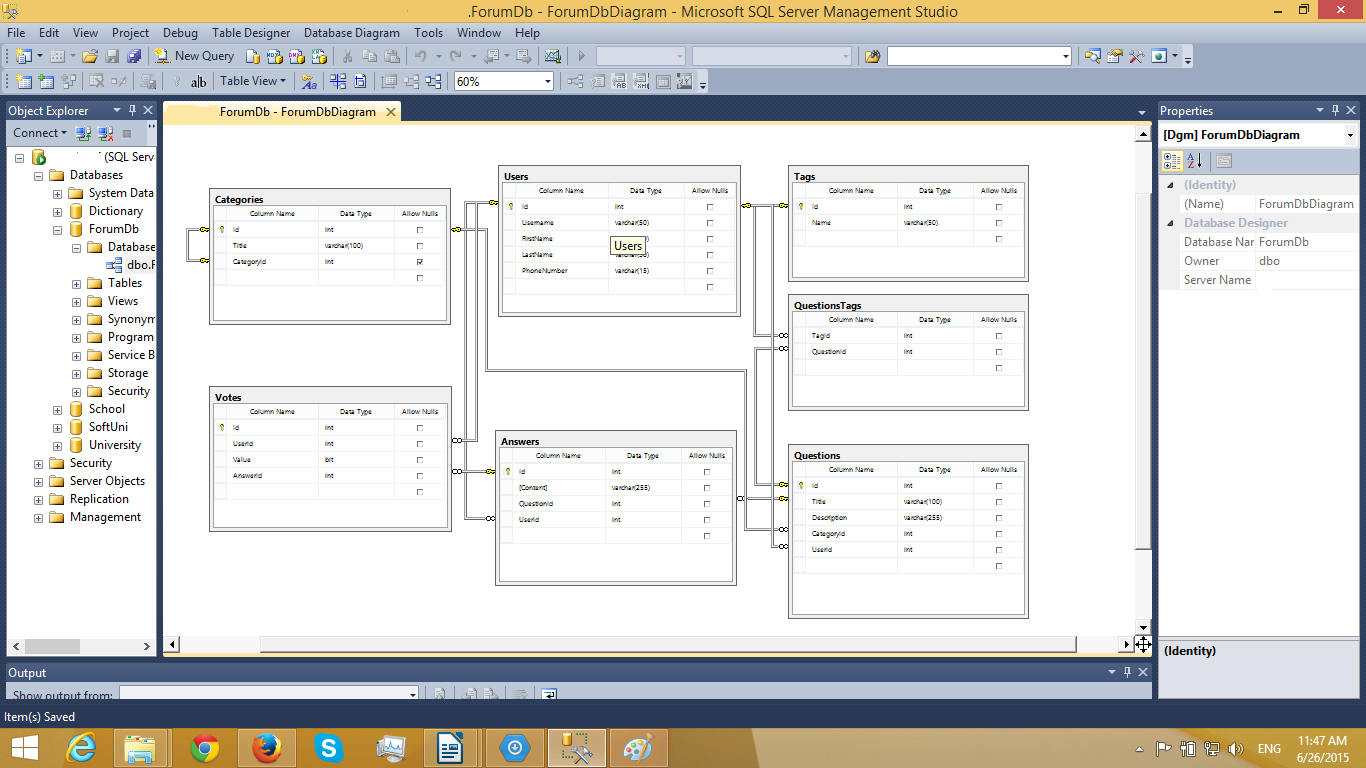 .ForumDb - ForumDbDiagram - Microsoft SQL Server Management Studio
File Edit View Project Debug Table Designer Database Diagram Tools Window Help
New Query
ab Table View 60%
Object Explorer
Connect
(SQL Serv
Databases
System Data
Dictionary
ForumDb
Database
dbo.F
Tables
Views
Synonym
Program
Service B
Storage
Security
School
SoftUni
University
Security
Server Objects
Replication
Management
ForumDb - ForumDbDiagram
Categories
Column Name Data Type Allow Nulls
Id int
Title varchar(100)
CategoryId int
Users
Column Name Data Type Allow Nulls
Id int
Username varchar(50)
FirstName
LastName
PhoneNumber varchar(15)
Users
Tags
Column Name Data Type Allow Nulls
Id int
Name varchar(50)
QuestionsTags
Column Name Data Type Allow Nulls
TagId int
QuestionId int
Votes
Column Name Data Type Allow Nulls
Id int
UserId int
Value bit
AnswerId int
Answers
Column Name Data Type Allow Nulls
Id int
[Content] varchar(255)
QuestionId int
UserId int
Questions
Column Name Data Type Allow Nulls
Id int
Title varchar(100)
Description varchar(255)
CategoryId int
UserId int
Properties
[Dgm] ForumDbDiagram
(Identity)
(Name) ForumDbDiagram
Database Designer
Database Nar ForumDb
Owner dbo
Server Name
(Identity)
Output
Show output from:
Item(s) Saved
ENG
11:47 AM
6/26/2015